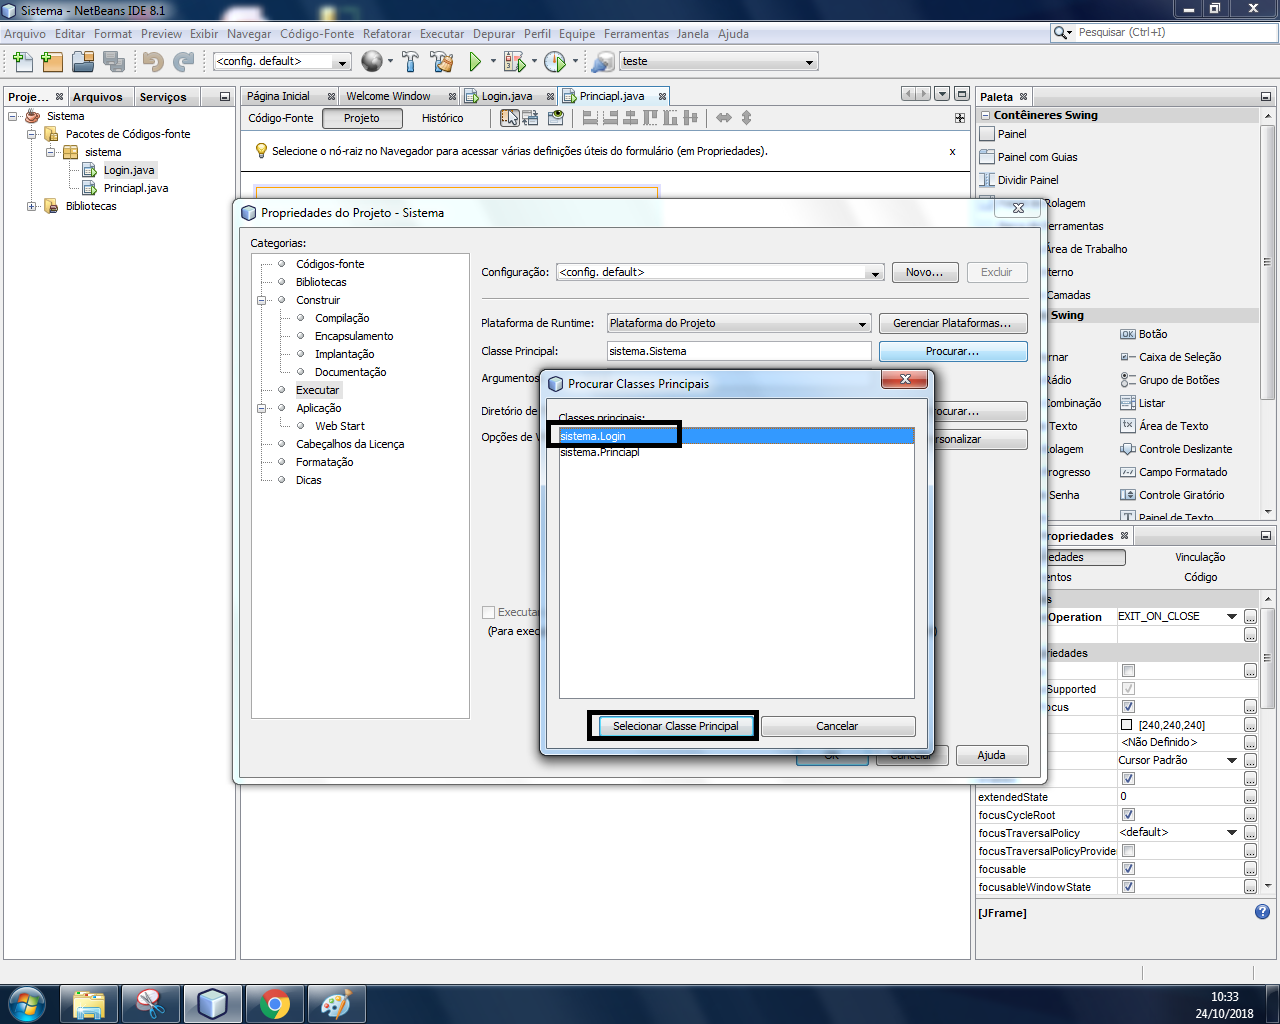 Sistema - NetBeans IDE 8.1
Arquivo Editar Format Preview Exibir Navegar Código-Fonte Refatorar Executar Depurar Perfil Equipe Ferramentas Janela Ajuda
Pesquisar (Ctrl+I)
<config. default>
teste
Proje... Arquivos Serviços
Sistema
Pacotes de Códigos-fonte
sistema
Login.java
Princiapl.java
Bibliotecas
Página Inicial Welcome Window Login.java Princiapl.java
Código-Fonte Projeto Histórico
Selecione o nó-raiz no Navegador para acessar várias definições úteis do formulário (em Propriedades). x
Propriedades do Projeto - Sistema
Categorias:
Códigos-fonte
Bibliotecas
Construir
Compilação
Encapsulamento
Implantação
Documentação
Executar
Aplicação
Web Start
Cabeçalhos da Licença
Formatação
Dicas
Configuração: <config. default> Novo... Excluir
Plataforma de Runtime: Plataforma do Projeto Gerenciar Plataformas...
Classe Principal: sistema.Sistema Procurar...
Argumentos
Diretório de ocurar...
Opções de V rsonalizar
Executar
(Para exec )
OK Cancelar Ajuda
Procurar Classes Principais
Classes principais:
sistema.Login
sistema.Princiapl
Selecionar Classe Principal Cancelar
Paleta
Contêineres Swing
Painel
Painel com Guias
Dividir Painel
Rolagem
erramentas
Área de Trabalho
terno
Camadas
Swing
OK Botão
rnar Caixa de Seleção
Rádio Grupo de Botões
Combinação Listar
Texto Área de Texto
olagem Controle Deslizante
rogresso Campo Formatado
Senha Controle Giratório
Painel de Texto
ropriedades
edades Vinculação
entos Código
s
Operation EXIT_ON_CLOSE
riedades
Supported
ocus
[240,240,240]
<Não Definido>
Cursor Padrão
extendedState 0
focusCycleRoot
focusTraversalPolicy <default>
focusTraversalPolicyProvide
focusable
focusableWindowState
[JFrame]
10:33
24/10/2018